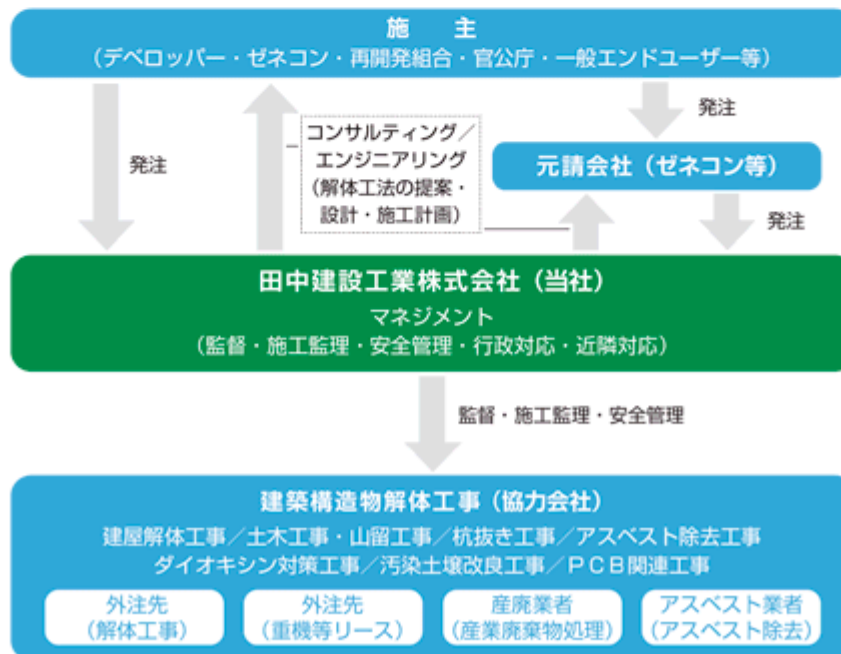 施　主
（デベロッパー・ゼネコン・再開発組合・官公庁・一般エンドユーザー等）
発注
コンサルティング／
エンジニアリング
（解体工法の提案・
設計・施工計画）
発注
元請会社（ゼネコン等）
発注
田中建設工業株式会社（当社）
マネジメント
（監督・施工監理・安全管理・行政対応・近隣対応）
監督・施工監理・安全管理
建築構造物解体工事（協力会社）
建屋解体工事／土木工事・山留工事／杭抜き工事／アスベスト除去工事
ダイオキシン対策工事／汚染土壌改良工事／ＰＣＢ関連工事
外注先
（解体工事）
外注先
（重機等リース）
産廃業者
（産業廃棄物処理）
アスベスト業者
（アスベスト除去）